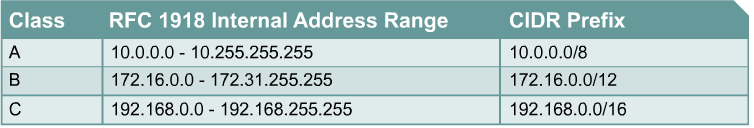 Class RFC 1918 Internal Address Range CIDR Prefix
A 10.0.0.0 - 10.255.255.255 10.0.0.0/8
B 172.16.0.0 - 172.31.255.255 172.16.0.0/12
C 192.168.0.0 - 192.168.255.255 192.168.0.0/16